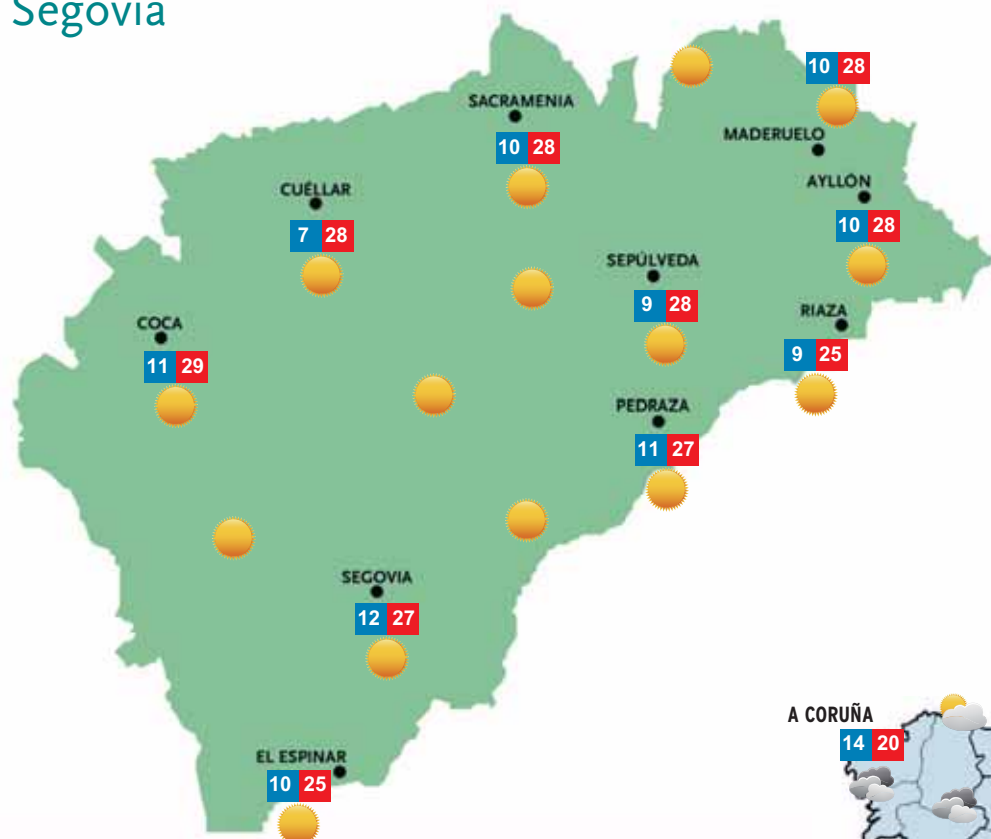 Segovia
10 28
SACRAMENIA
10 28
MADERUELO
AYLLÓN
10 28
CUÉLLAR
7 28
SEPÚLVEDA
9 28
RIAZA
9 25
COCA
11 29
PEDRAZA
11 27
SEGOVIA
12 27
A CORUÑA
14 20
EL ESPINAR
10 25